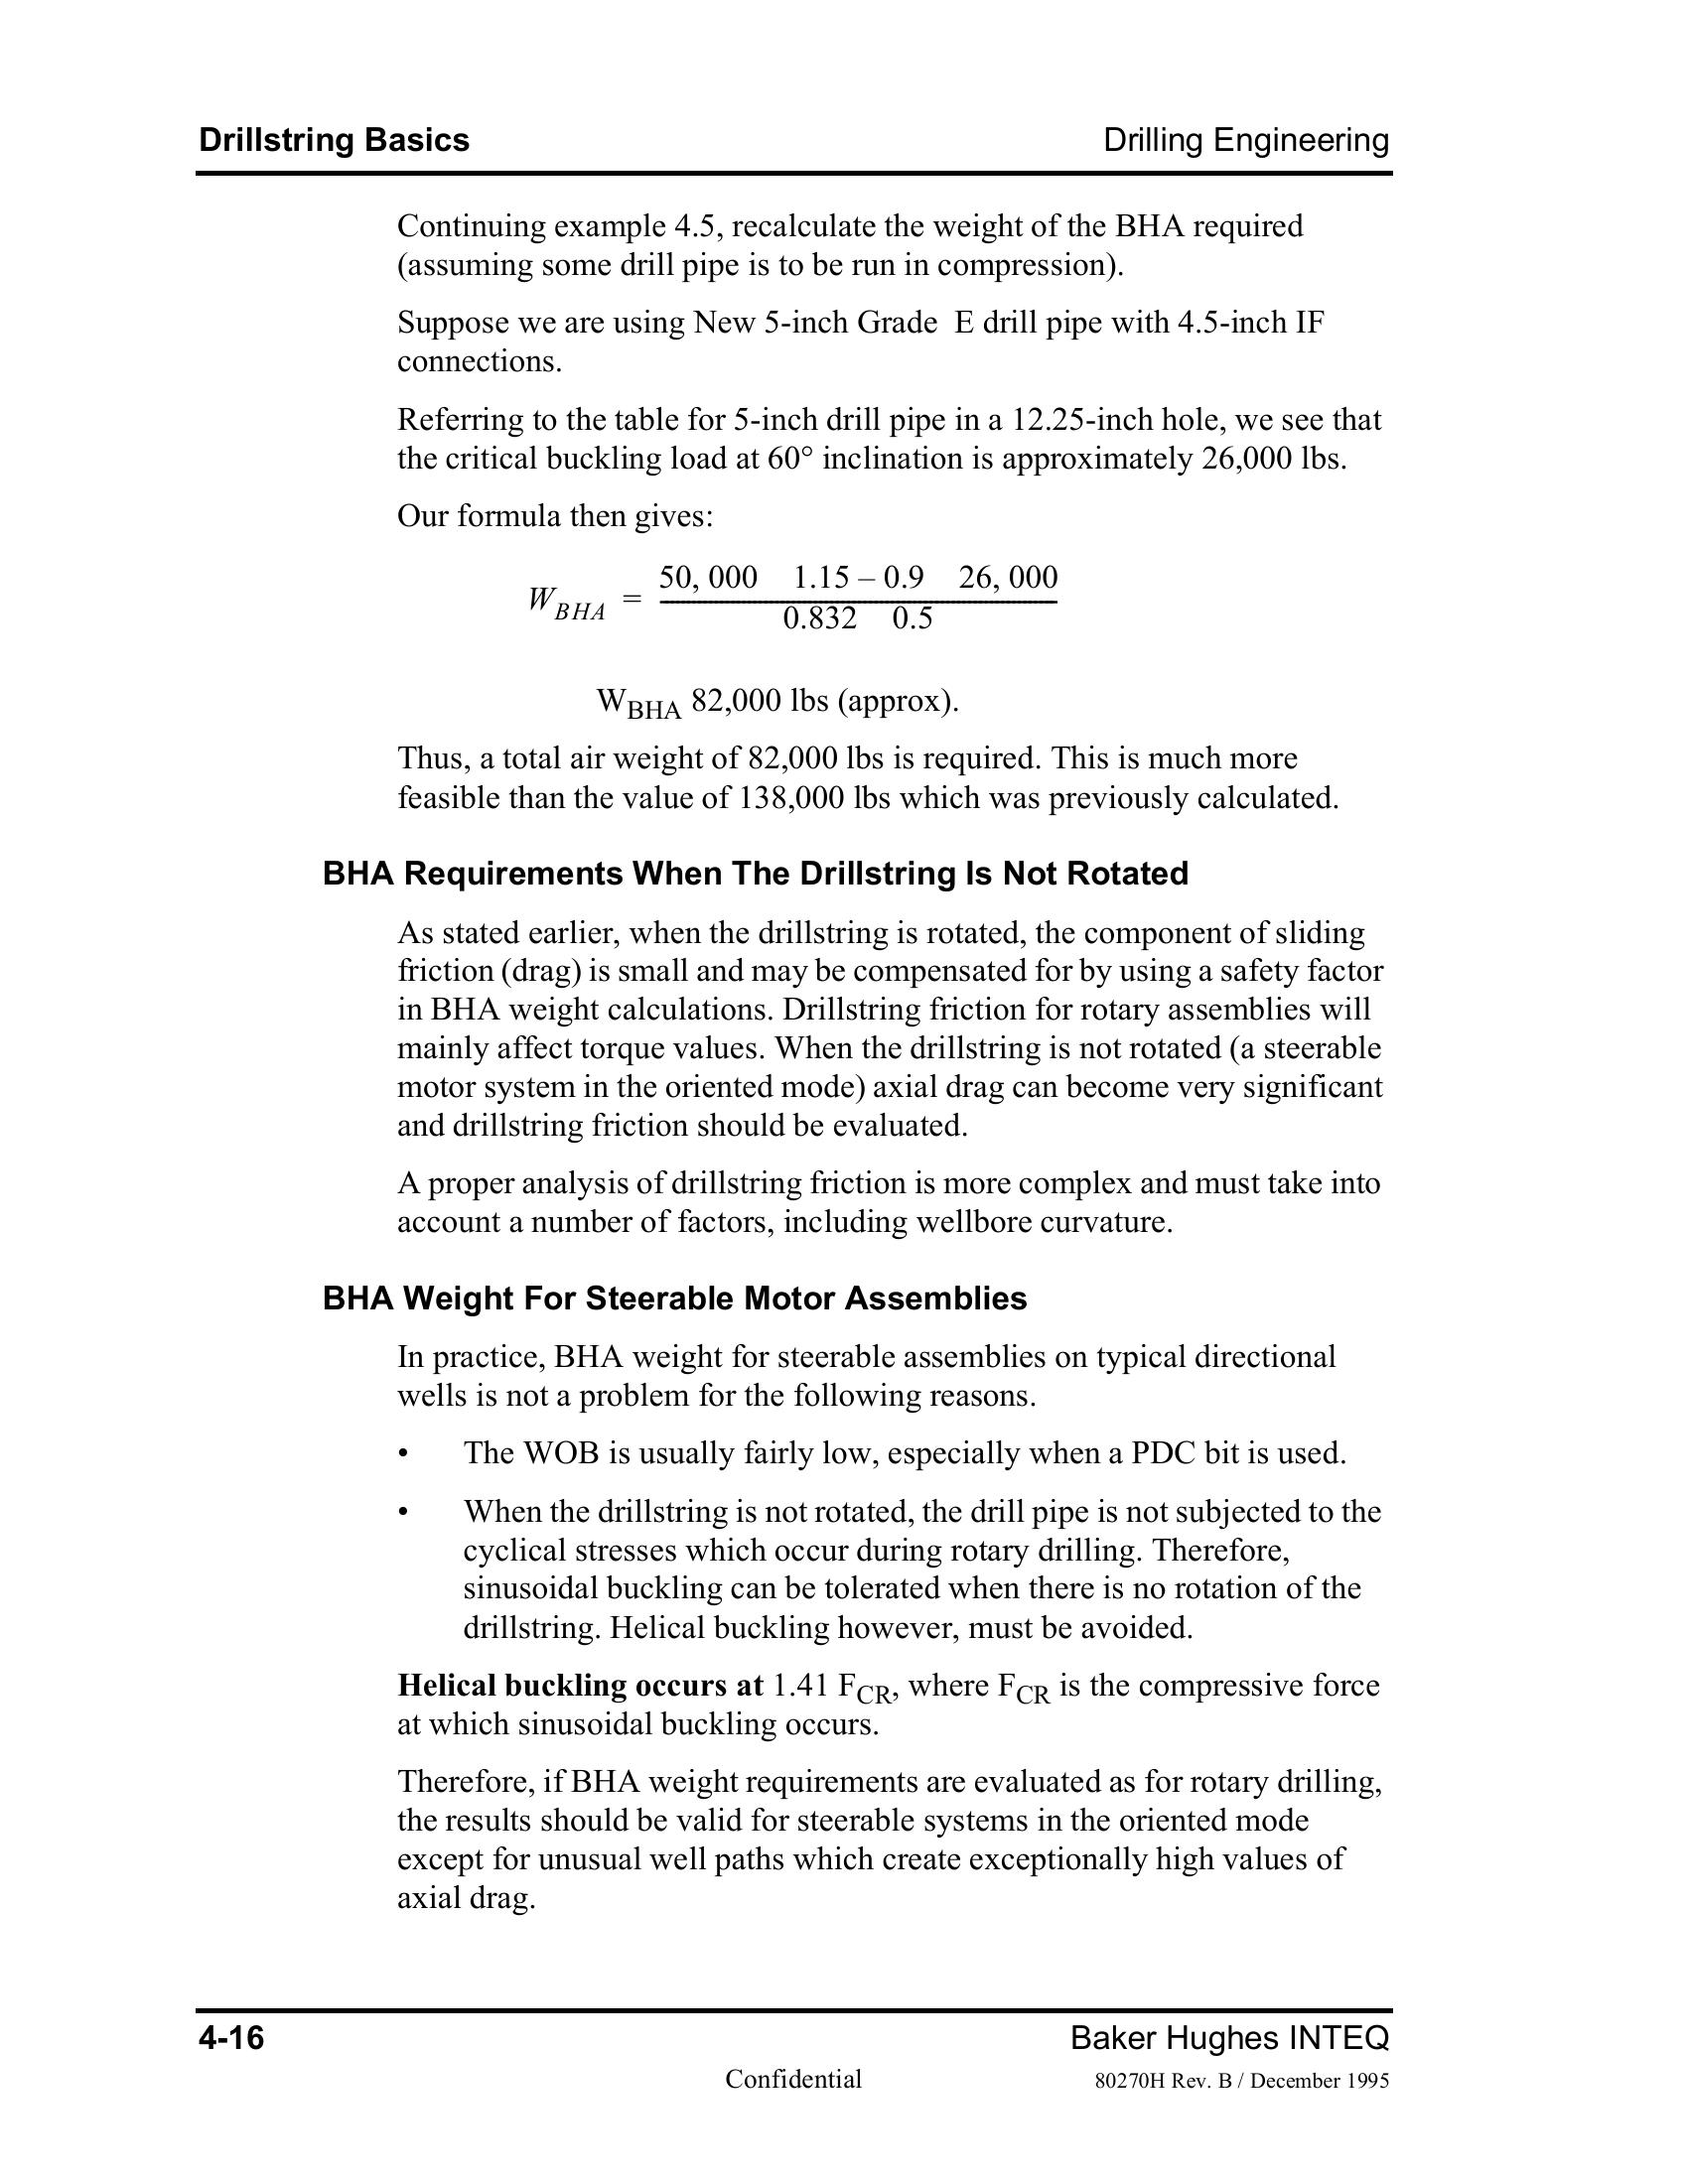 Drillstring Basics Drilling Engineering
Continuing example 4.5, recalculate the weight of the BHA required
(assuming some drill pipe is to be run in compression).
Suppose we are using New 5-inch Grade E drill pipe with 4.5-inch IF
connections.
Referring to the table for 5-inch drill pipe in a 12.25-inch hole, we see that
the critical buckling load at 60° inclination is approximately 26,000 lbs.
Our formula then gives:
50, 000 1.15 – 0.9 26, 000
W_BHA =
0.832 0.5
W_BHA 82,000 lbs (approx).
Thus, a total air weight of 82,000 lbs is required. This is much more
feasible than the value of 138,000 lbs which was previously calculated.
BHA Requirements When The Drillstring Is Not Rotated
As stated earlier, when the drillstring is rotated, the component of sliding
friction (drag) is small and may be compensated for by using a safety factor
in BHA weight calculations. Drillstring friction for rotary assemblies will
mainly affect torque values. When the drillstring is not rotated (a steerable
motor system in the oriented mode) axial drag can become very significant
and drillstring friction should be evaluated.
A proper analysis of drillstring friction is more complex and must take into
account a number of factors, including wellbore curvature.
BHA Weight For Steerable Motor Assemblies
In practice, BHA weight for steerable assemblies on typical directional
wells is not a problem for the following reasons.
• The WOB is usually fairly low, especially when a PDC bit is used.
• When the drillstring is not rotated, the drill pipe is not subjected to the
cyclical stresses which occur during rotary drilling. Therefore,
sinusoidal buckling can be tolerated when there is no rotation of the
drillstring. Helical buckling however, must be avoided.
Helical buckling occurs at 1.41 F_CR, where F_CR is the compressive force
at which sinusoidal buckling occurs.
Therefore, if BHA weight requirements are evaluated as for rotary drilling,
the results should be valid for steerable systems in the oriented mode
except for unusual well paths which create exceptionally high values of
axial drag.
4-16 Baker Hughes INTEQ
Confidential 80270H Rev. B / December 1995